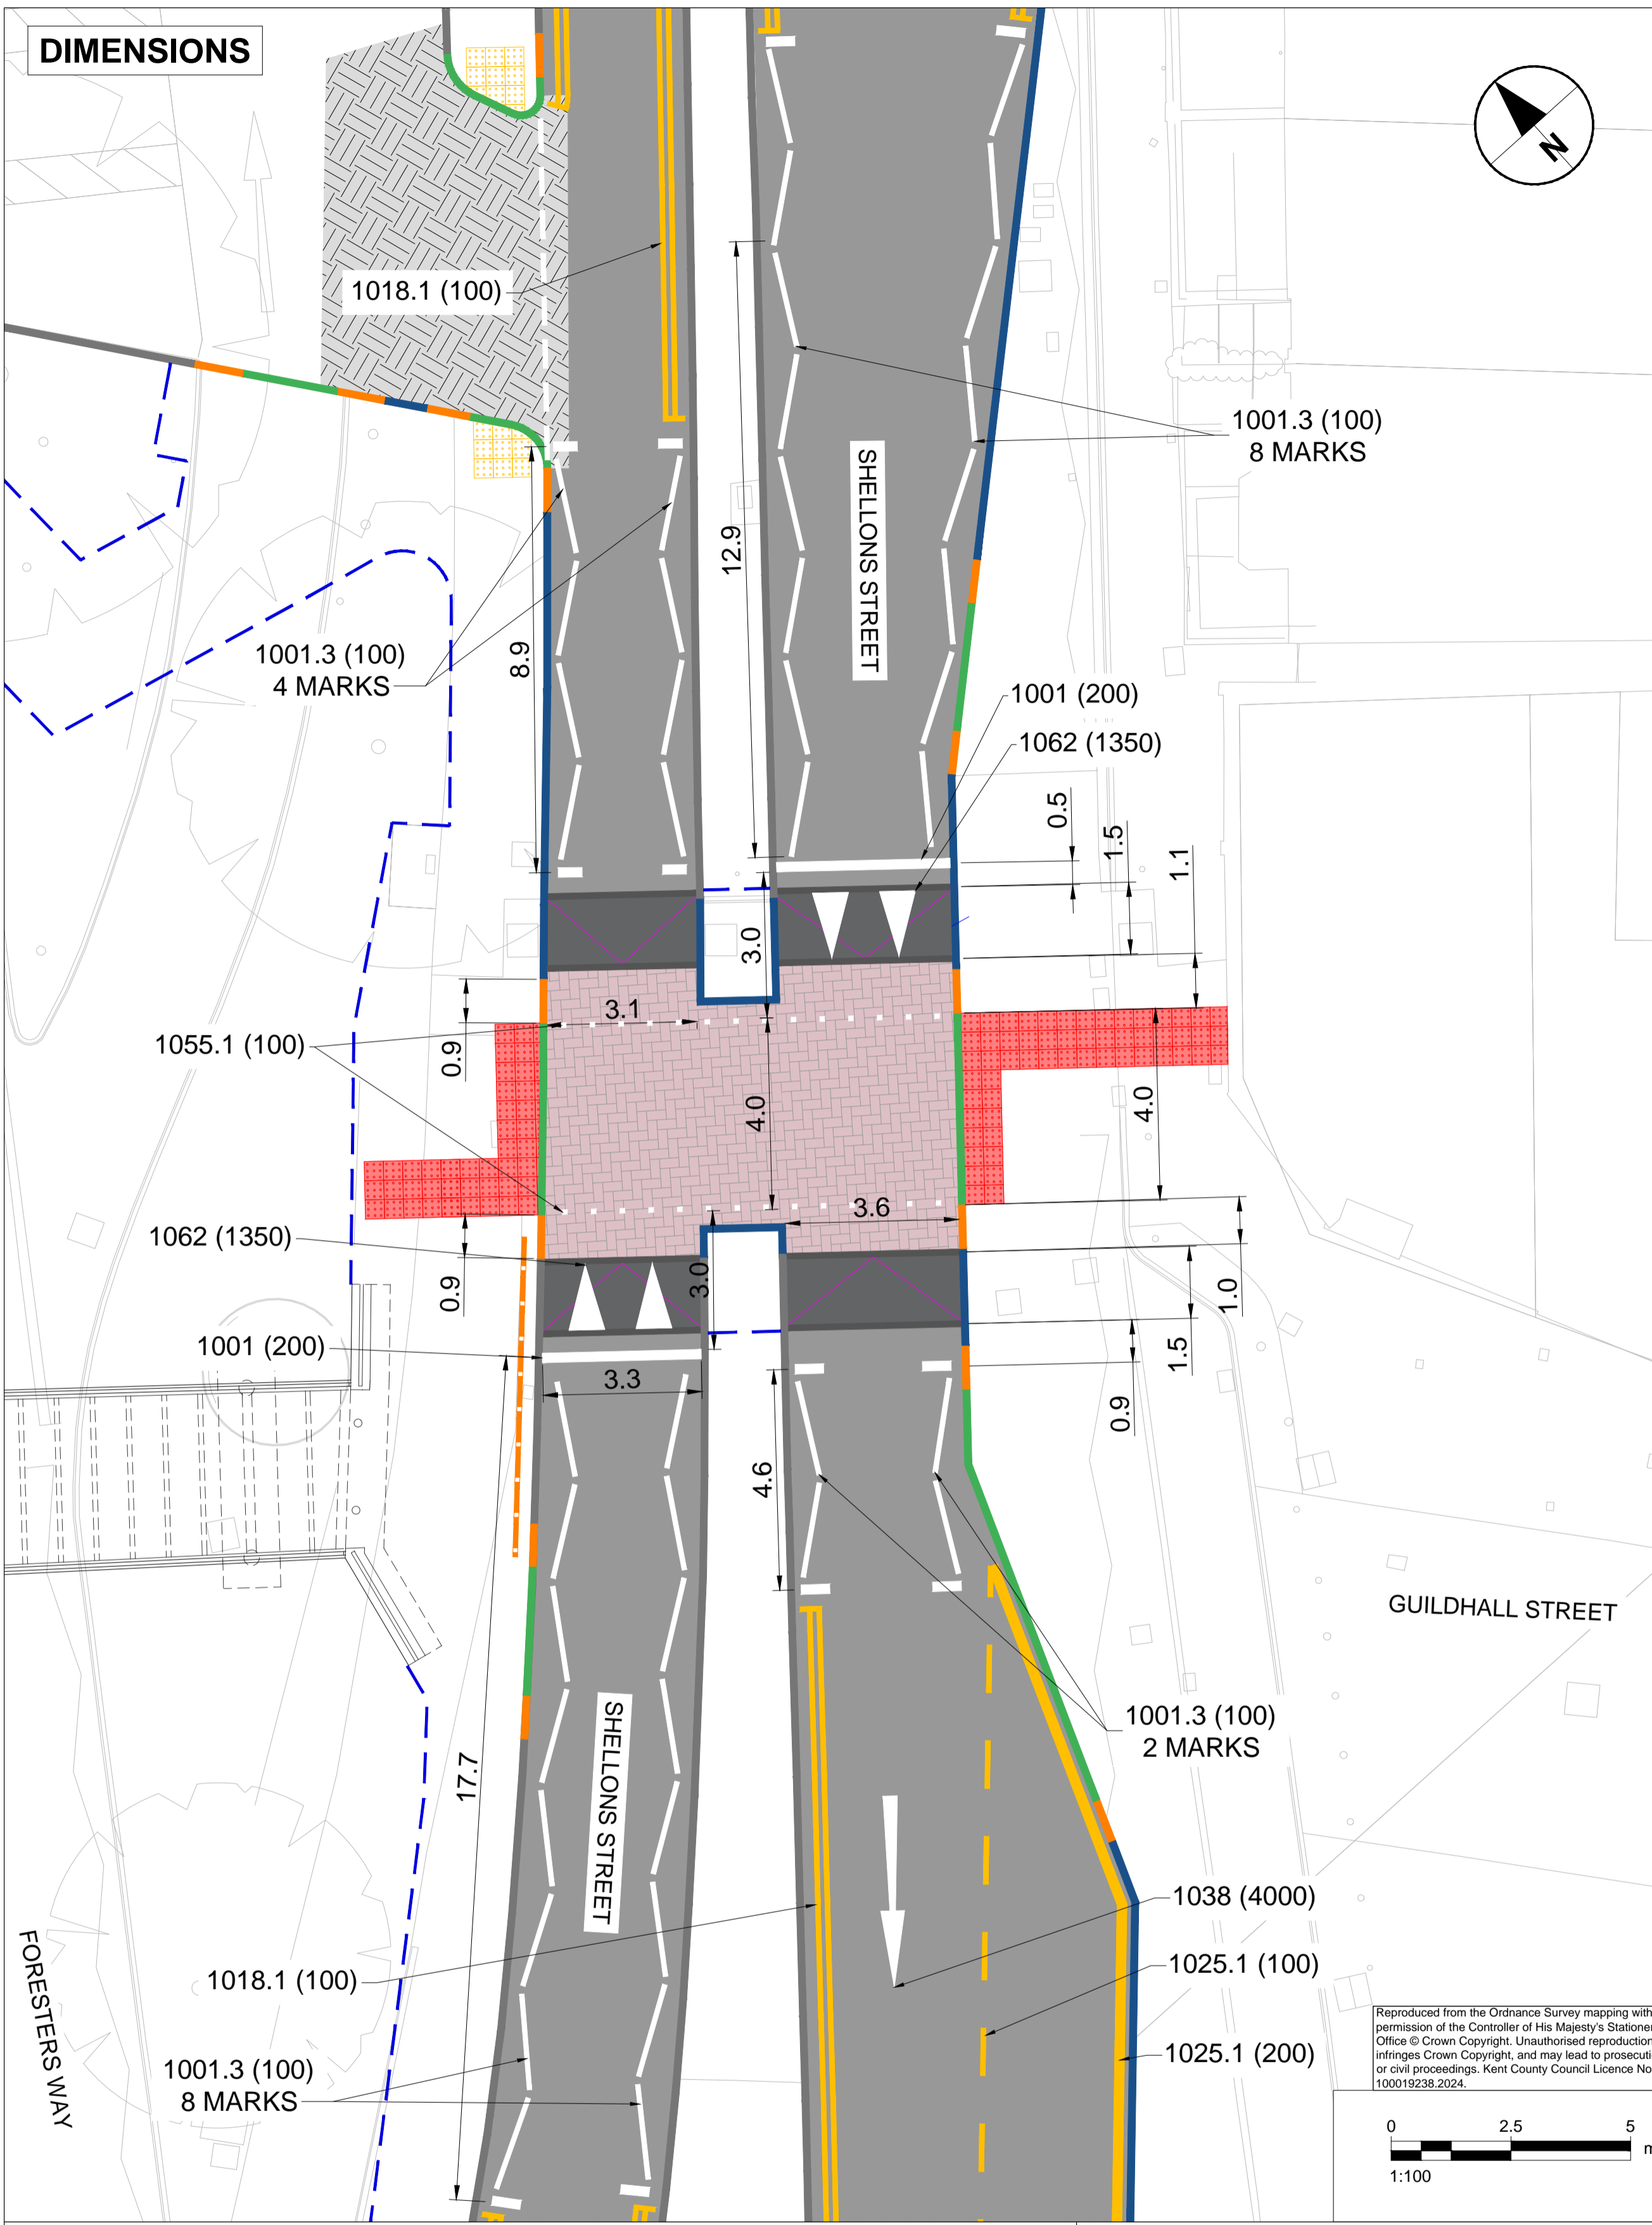 DIMENSIONS
N
1018.1 (100)
1001.3 (100)
8 MARKS
SHELLONS STREET
12.9
8.9
1001.3 (100)
4 MARKS
1001 (200)
1062 (1350)
0.5
1.5
1.1
3.0
3.1
0.9
1055.1 (100)
4.0
4.0
3.6
1062 (1350)
0.9
3.0
1.0
1001 (200)
3.3
1.5
0.9
4.6
GUILDHALL STREET
1001.3 (100)
2 MARKS
SHELLONS STREET
17.7
1038 (4000)
1025.1 (100)
1018.1 (100)
FORESTERS WAY
1025.1 (200)
1001.3 (100)
8 MARKS
Reproduced from the Ordnance Survey mapping with
permission of the Controller of His Majesty's Stationer
Office © Crown Copyright. Unauthorised reproduction
infringes Crown Copyright, and may lead to prosecuti
or civil proceedings. Kent County Council Licence No
100019238.2024.
0 2.5 5
m
1:100